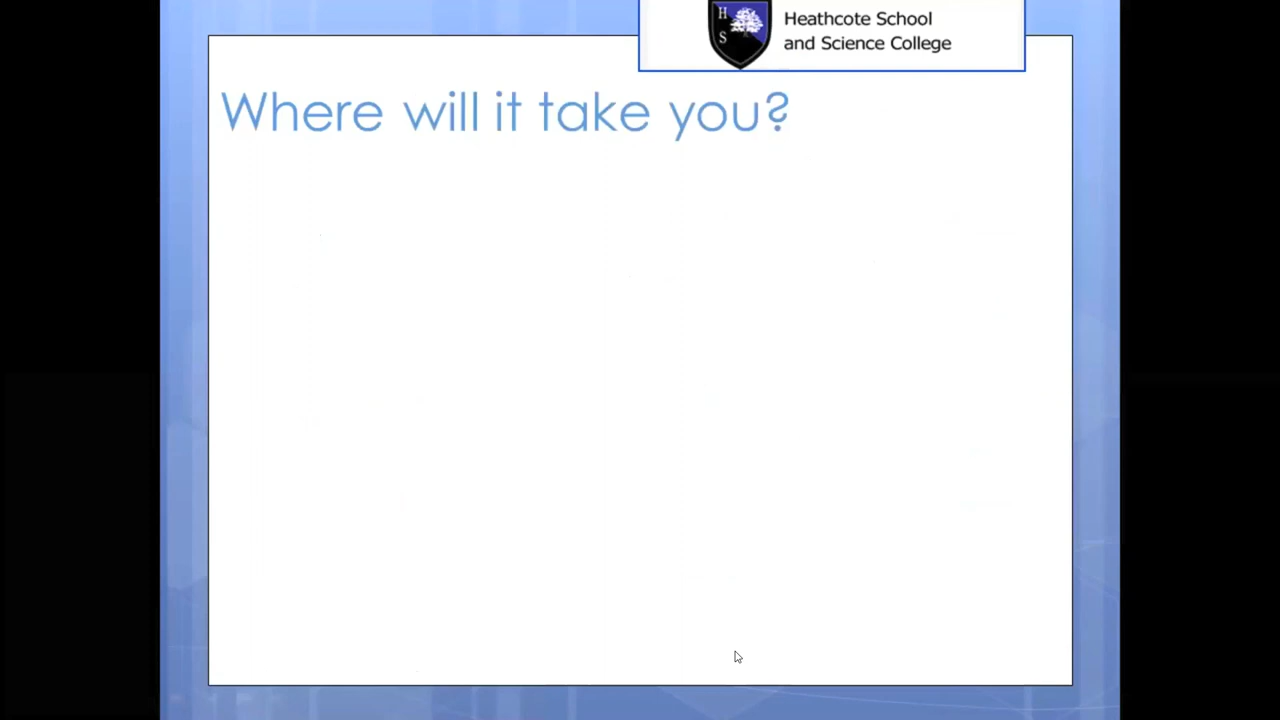 H
S
Heathcote School
and Science College
Where will it take you?